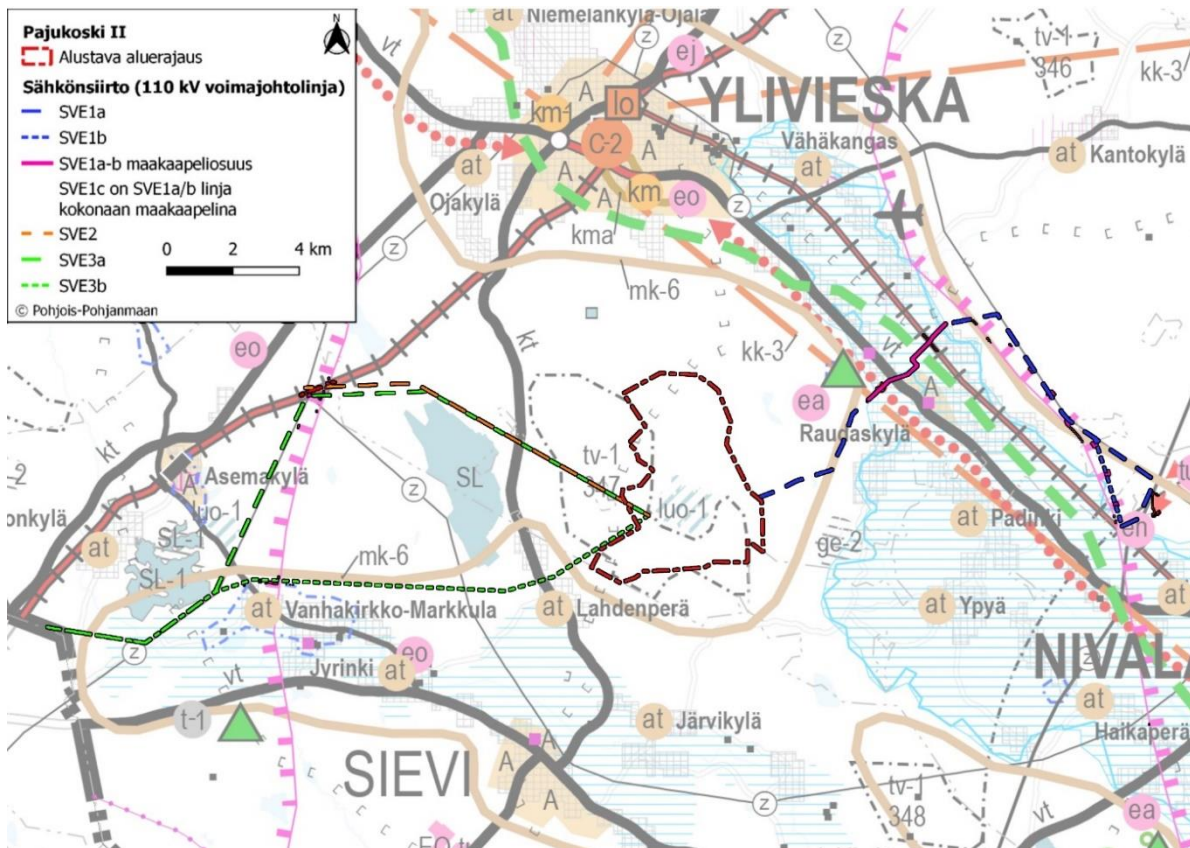 Pajukoski II
Alustava aluerajaus
Sähkönsiirto (110 kV voimajohtolinja)
SVE1a
SVE1b
SVE1a-b maakaapeliosuus
SVE1c on SVE1a/b linja
kokonaan maakaapelina
SVE2
SVE3a
SVE3b
0 2 4 km
© Pohjois-Pohjanmaan
N
at
Niemelänkylä-Ojala
z
vt
ej
tv-1
346
kk-3
A
lo
km-1
YLIVIESKA
C-2
A
Vähäkangas
at
at
Kantokylä
at
Ojakylä
A
A
km
eo
z
kma
z
z
mk-6
kt
kk-3
vt
eo
ea
A
Raudaskylä
kt
tv-1
347
z
SL
luo-1
Asemakylä
A
luo-1
at
SL-1
SL-1
mk-6
at
Padinki
en
ge-2
at
at
Vanhakirkko-Markkula
at
Lahdenperä
at
Ypyä
z
eo
Jyrinki
at
vt
NIVAL
z
t-1
at
Järvikylä
at
Haikaperä
SIEVI
A
A
z
z
tv-1
348
vt
ea